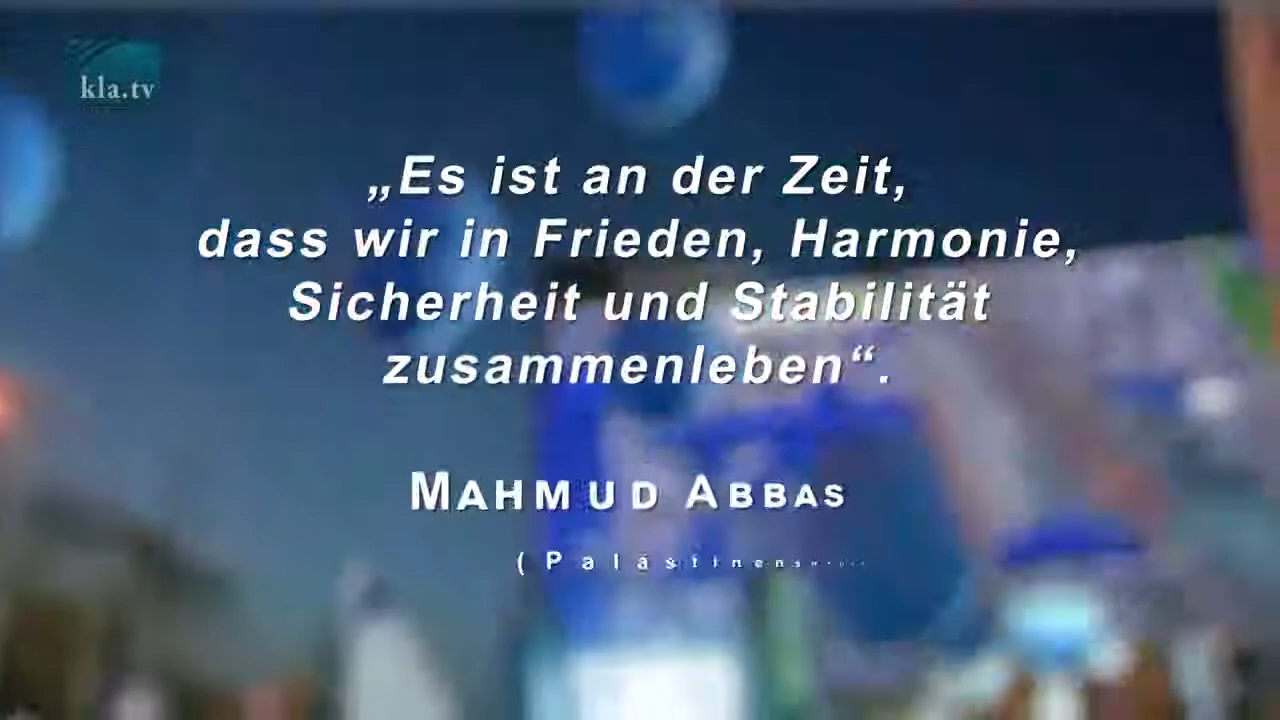 kla.tv
„Es ist an der Zeit,
dass wir in Frieden, Harmonie,
Sicherheit und Stabilität
zusammenleben“.
MAHMUD ABBAS